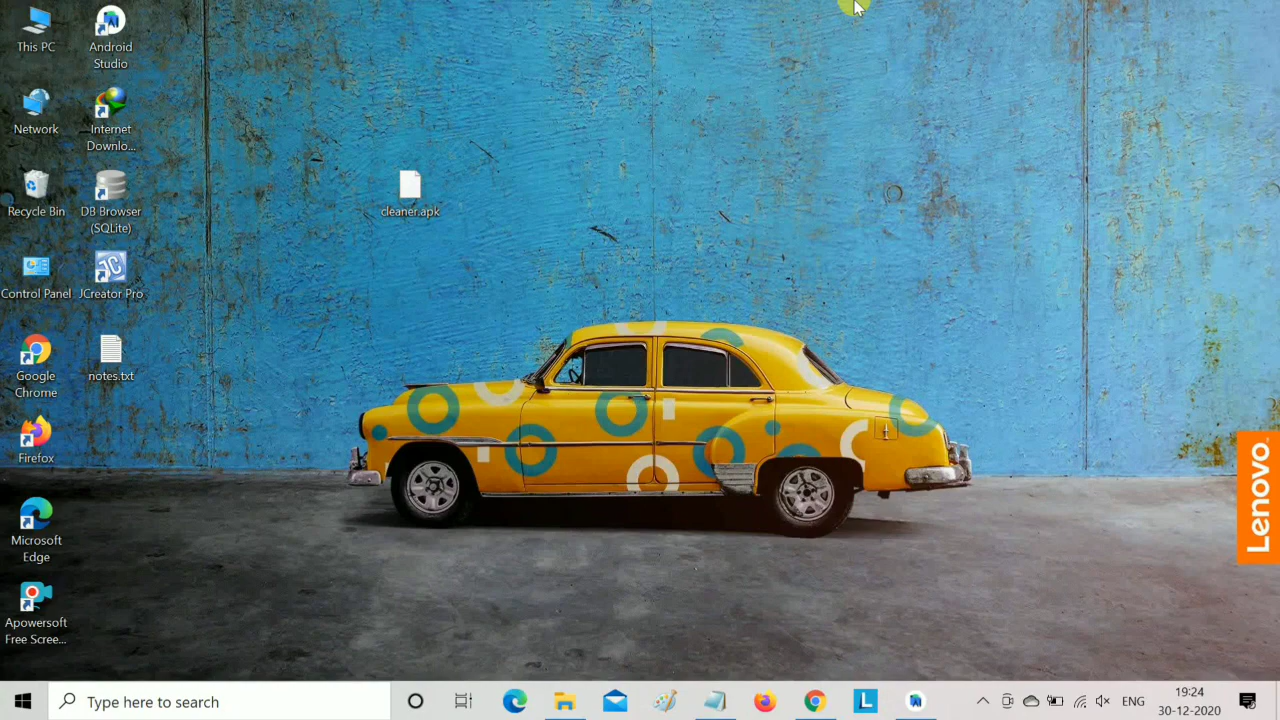 This PC
Android
Studio
Network
Internet
Downlo...
Recycle Bin
DB Browser
(SQLite)
cleaner.apk
Control Panel
JCreator Pro
Google
Chrome
notes.txt
Firefox
Microsoft
Edge
Apowersoft
Free Scree...
Lenovo
Type here to search
ENG
19:24
30-12-2020